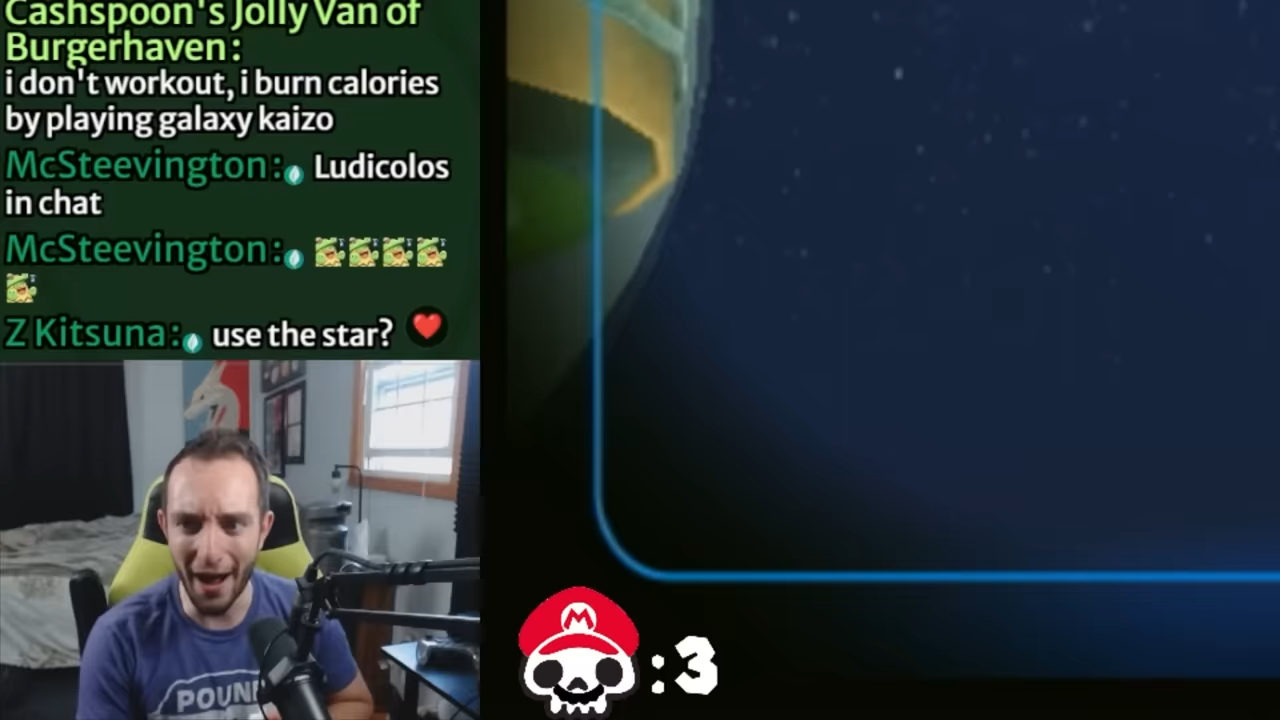 Cashspoon's Jolly Van of
Burgerhaven:
i don't workout, i burn calories
by playing galaxy kaizo
McSteevington: Ludicolos
in chat
McSteevington:
Z Kitsuna: use the star?
POUN
M
:3